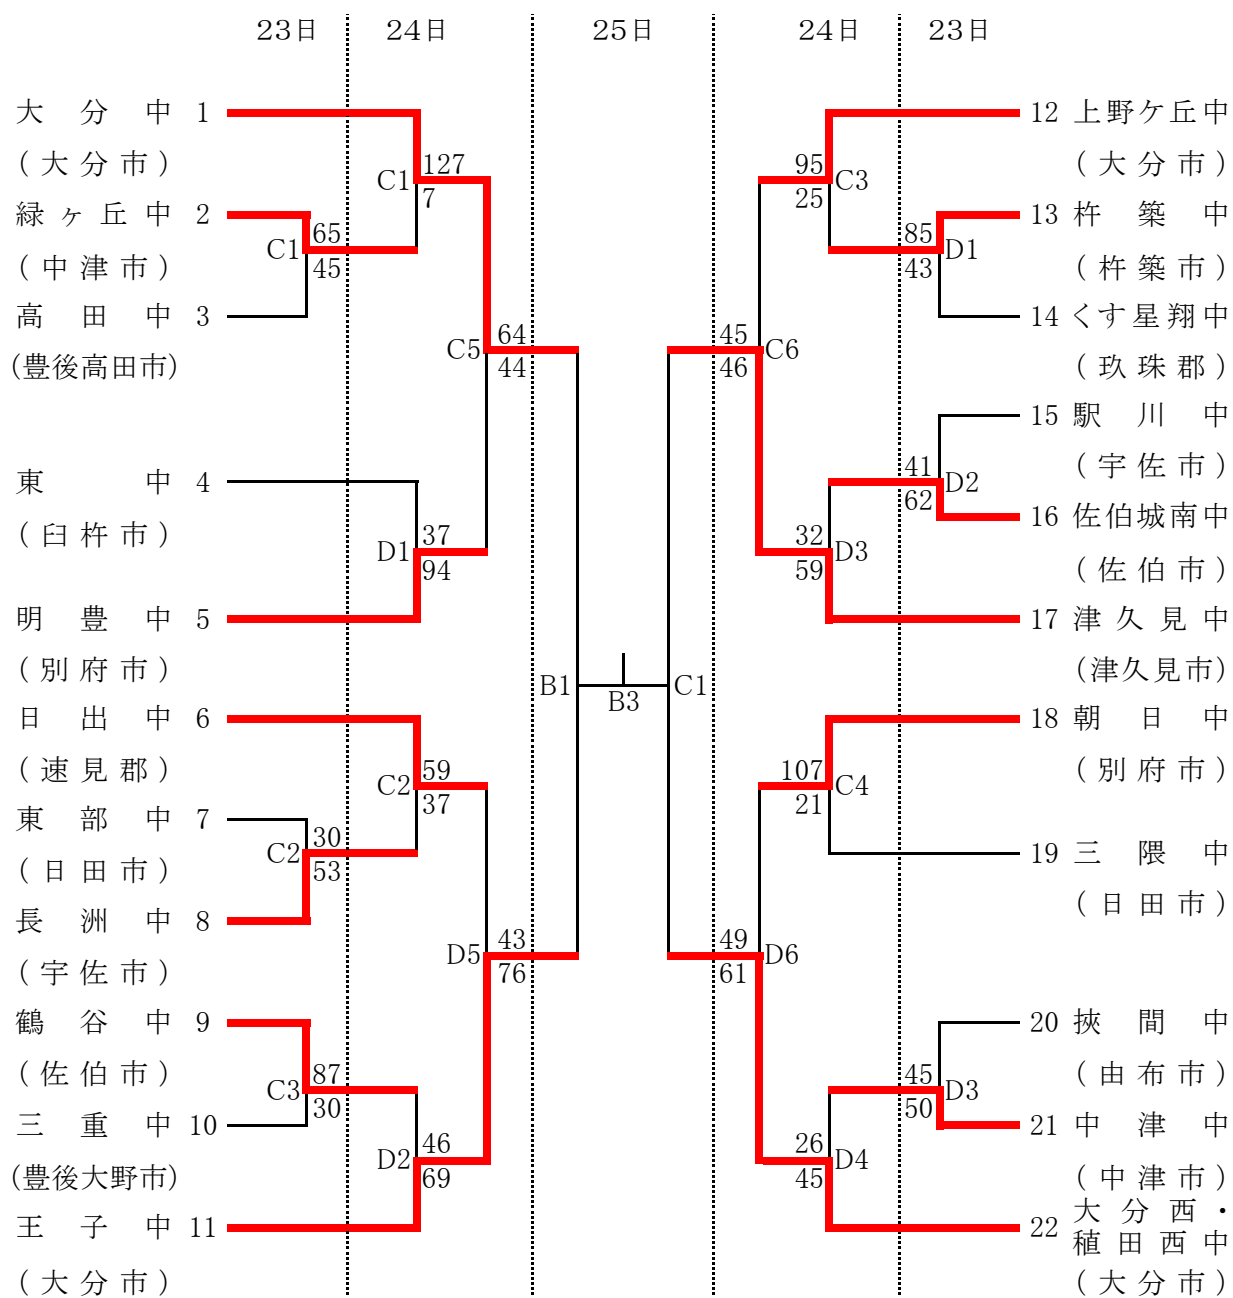 23日 24日 25日 24日 23日
大分中 1
(大分市)
緑ヶ丘中 2
(中津市)
高田中 3
(豊後高田市)
東中 4
(臼杵市)
明豊中 5
(別府市)
日出中 6
(速見郡)
東部中 7
(日田市)
長洲中 8
(宇佐市)
鶴谷中 9
(佐伯市)
三重中 10
(豊後大野市)
王子中 11
(大分市)
C1 65
45
C2 30
53
C3 87
30
C1 127
7
D1 37
94
C2 59
37
D2 46
69
C5 64
44
D5 43
76
B1 B3 C1
45 C6
46
49 D6
61
95 C3
25
32 D3
59
107 C4
21
26 D4
45
85 D1
43
41 D2
62
45 D3
50
12 上野ケ丘中
(大分市)
13 杵築中
(杵築市)
14 くす星翔中
(玖珠郡)
15 駅川中
(宇佐市)
16 佐伯城南中
(佐伯市)
17 津久見中
(津久見市)
18 朝日中
(別府市)
19 三隈中
(日田市)
20 挾間中
(由布市)
21 中津中
(中津市)
22 大分西・
稙田西中
(大分市)